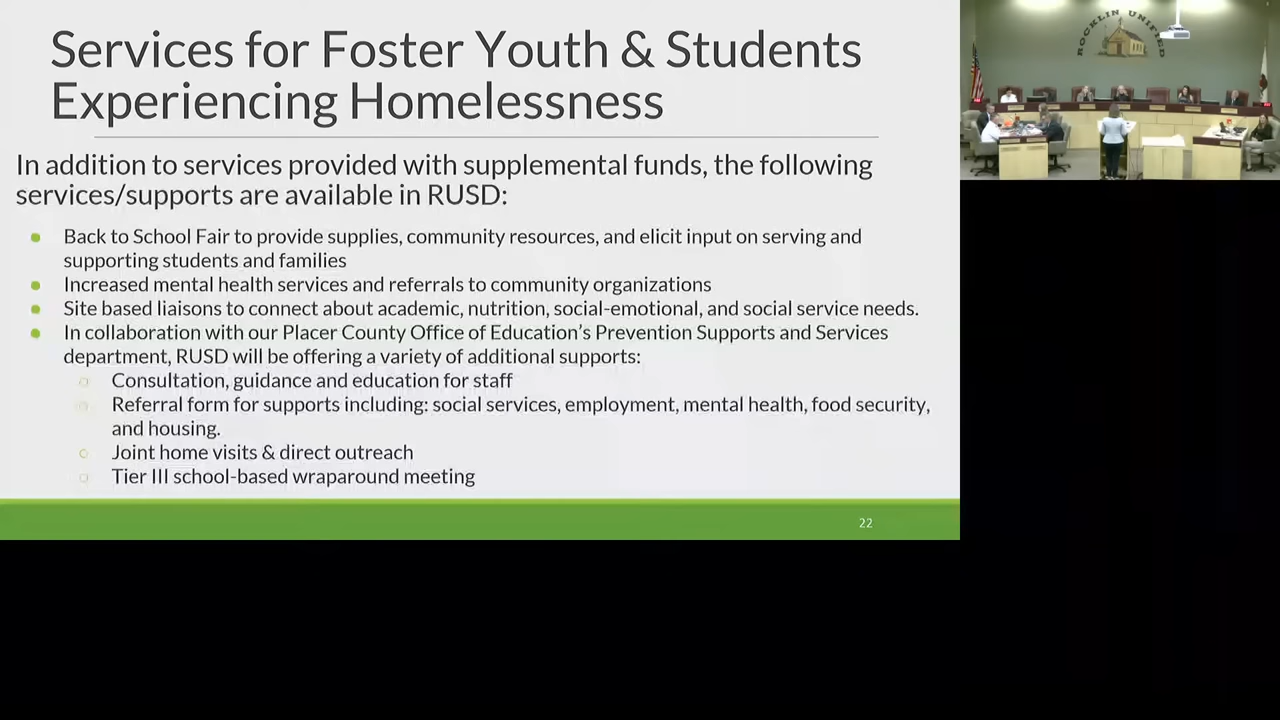 Services for Foster Youth & Students
Experiencing Homelessness
In addition to services provided with supplemental funds, the following
services/supports are available in RUSD:
Back to School Fair to provide supplies, community resources, and elicit input on serving and
supporting students and families
Increased mental health services and referrals to community organizations
Site based liaisons to connect about academic, nutrition, social-emotional, and social service needs.
In collaboration with our Placer County Office of Education's Prevention Supports and Services
department, RUSD will be offering a variety of additional supports:
Consultation, guidance and education for staff
Referral form for supports including: social services, employment, mental health, food security,
and housing.
Joint home visits & direct outreach
Tier III school-based wraparound meeting
22
ROCKLIN UNIFIED